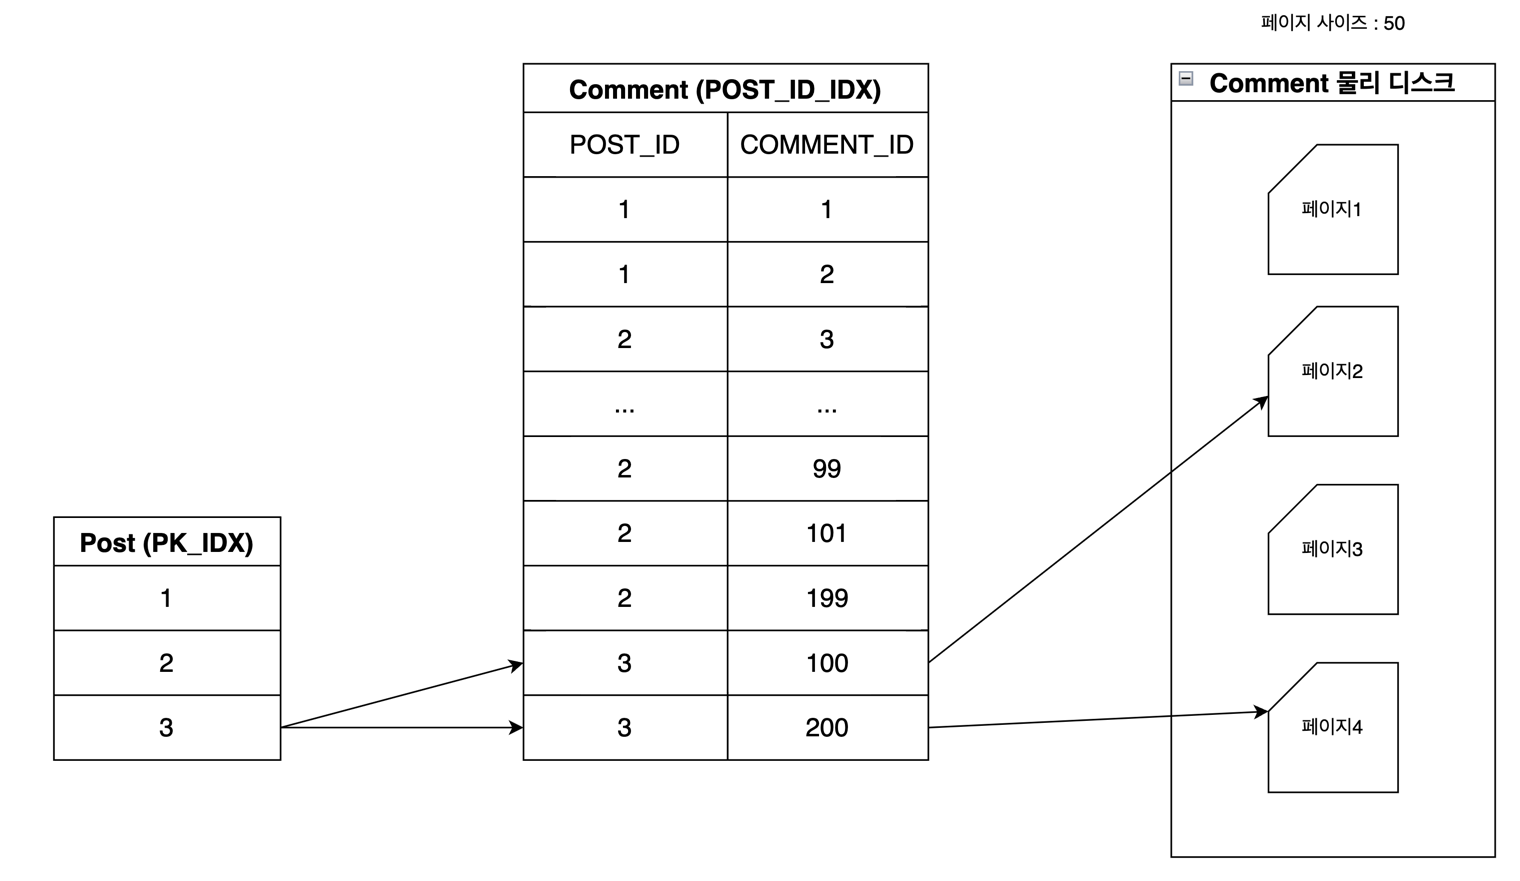 페이지 사이즈 : 50
Comment (POST_ID_IDX)
POST_ID COMMENT_ID
1 1
1 2
2 3
... ...
2 99
2 101
2 199
3 100
3 200
Post (PK_IDX)
1
2
3
Comment 물리 디스크
페이지1
페이지2
페이지3
페이지4